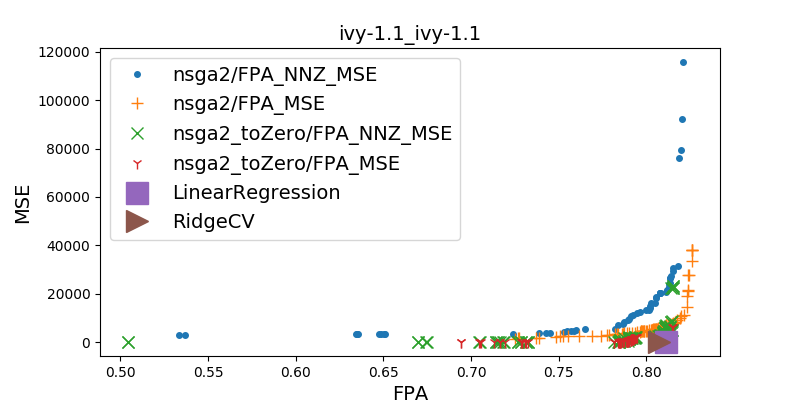 ivy-1.1_ivy-1.1
120000
100000
80000
60000
40000
20000
0
MSE
nsga2/FPA_NNZ_MSE
nsga2/FPA_MSE
nsga2_toZero/FPA_NNZ_MSE
nsga2_toZero/FPA_MSE
LinearRegression
RidgeCV
0.50 0.55 0.60 0.65 0.70 0.75 0.80
FPA